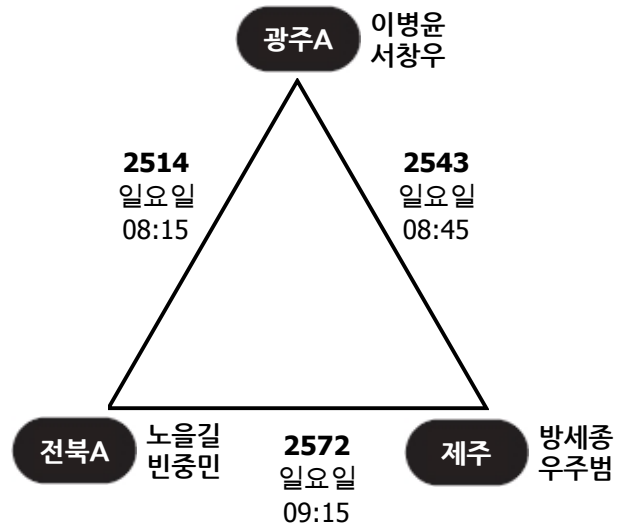 광주A
이병윤
서창우
2514
일요일
08:15
2543
일요일
08:45
전북A
노을길
빈중민
2572
일요일
09:15
제주
방세종
우주범